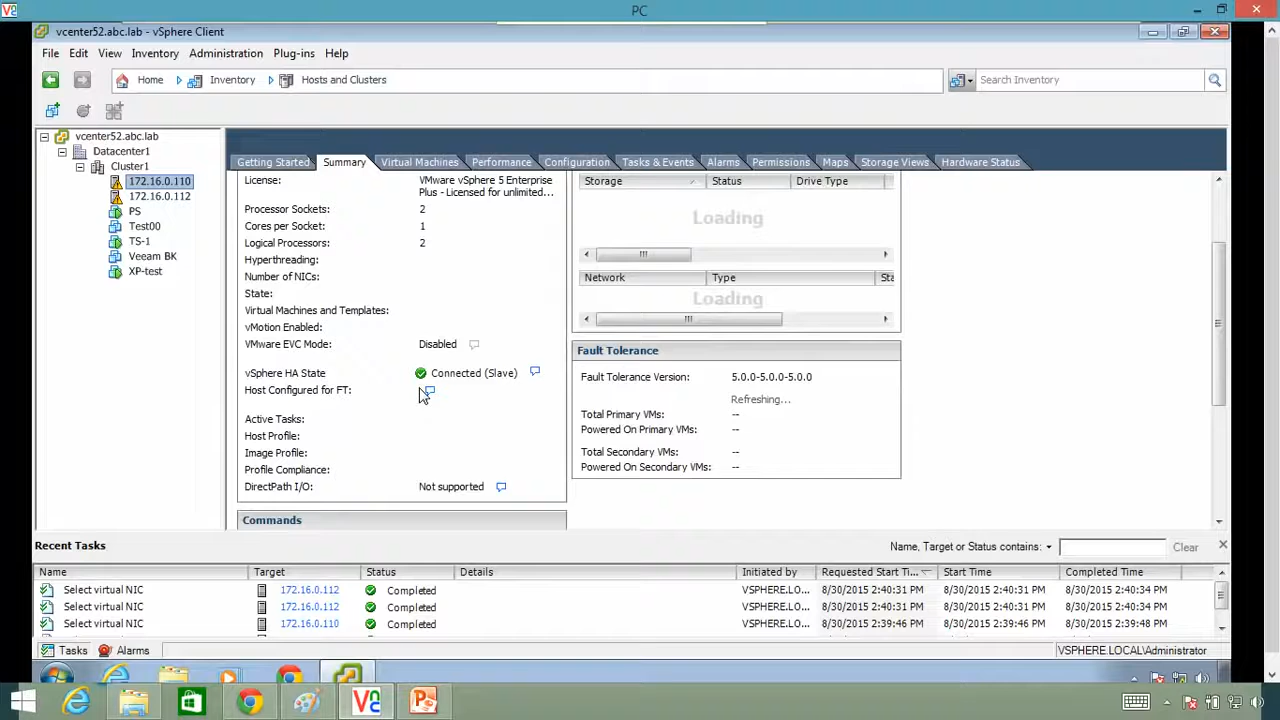 PC
vcenter52.abc.lab - vSphere Client
File Edit View Inventory Administration Plug-ins Help
Home Inventory Hosts and Clusters Search Inventory
vcenter52.abc.lab
Datacenter1
Cluster1
172.16.0.110
172.16.0.112
PS
Test00
TS-1
Veeam BK
XP-test
Getting Started Summary Virtual Machines Performance Configuration Tasks & Events Alarms Permissions Maps Storage Views Hardware Status
License: VMware vSphere 5 Enterprise
Plus - Licensed for unlimited...
Processor Sockets: 2
Cores per Socket: 1
Logical Processors: 2
Hyperthreading:
Number of NICs:
State:
Virtual Machines and Templates:
vMotion Enabled:
VMware EVC Mode: Disabled
vSphere HA State Connected (Slave)
Host Configured for FT:
Active Tasks:
Host Profile:
Image Profile:
Profile Compliance:
DirectPath I/O: Not supported
Commands
Storage Status Drive Type
Loading
Network Type Sta
Loading
Fault Tolerance
Fault Tolerance Version: 5.0.0-5.0.0-5.0.0
Refreshing...
Total Primary VMs: --
Powered On Primary VMs: --
Total Secondary VMs: --
Powered On Secondary VMs: --
Recent Tasks Name, Target or Status contains: Clear
Name Target Status Details Initiated by Requested Start Ti... Start Time Completed Time
Select virtual NIC 172.16.0.112 Completed VSPHERE.LO... 8/30/2015 2:40:31 PM 8/30/2015 2:40:31 PM 8/30/2015 2:40:34 PM
Select virtual NIC 172.16.0.112 Completed VSPHERE.LO... 8/30/2015 2:40:31 PM 8/30/2015 2:40:31 PM 8/30/2015 2:40:34 PM
Select virtual NIC 172.16.0.110 Completed VSPHERE.LO... 8/30/2015 2:39:46 PM 8/30/2015 2:39:46 PM 8/30/2015 2:39:48 PM
Tasks Alarms VSPHERE.LOCAL\Administrator